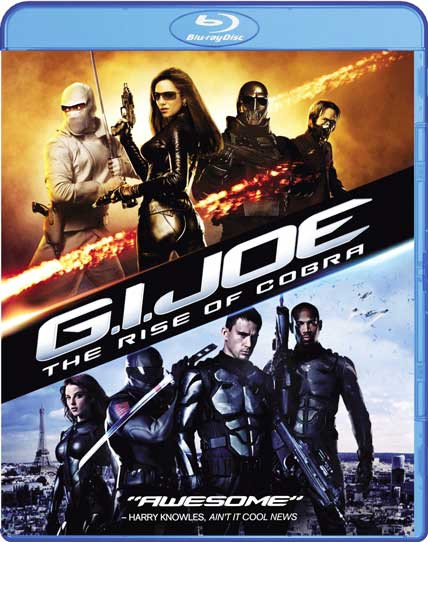 Blu-ray Disc
G.I.JOE
THE RISE OF COBRA
"AWESOME"
– HARRY KNOWLES, AIN'T IT COOL NEWS